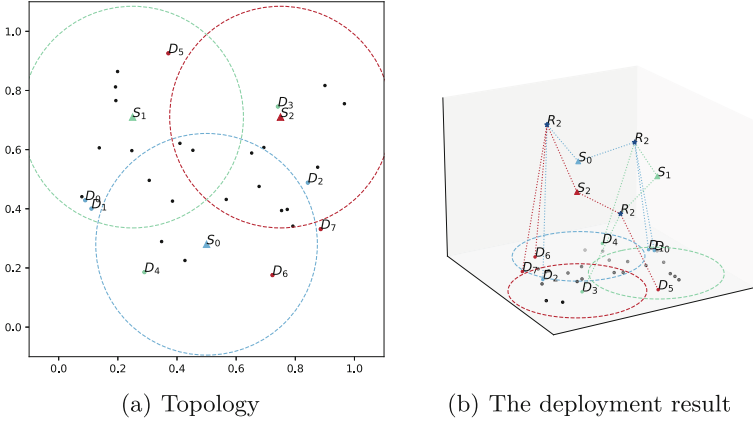 1.0
0.8
0.6
0.4
0.2
0.0
0.0 0.2 0.4 0.6 0.8 1.0
D5
D3
S1
S2
D2
D1
D7
S0
D4
D6
R2
R2
S0
S1
S2
R2
D4
D6
D7
D2
D3
D5
(a) Topology
(b) The deployment result